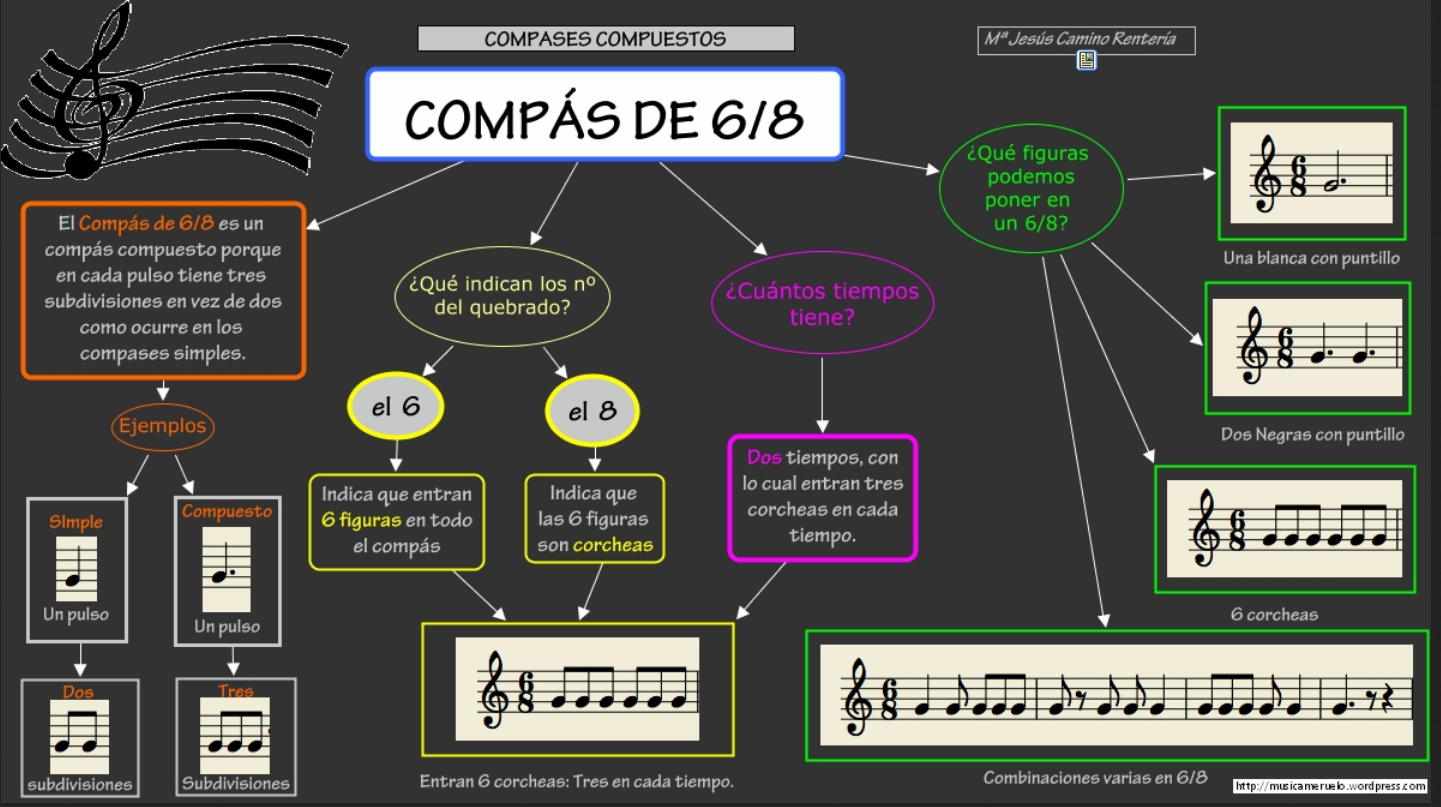 COMPASES COMPUESTOS
Mª Jesús Camino Rentería
COMPÁS DE 6/8
El Compás de 6/8 es un
compás compuesto porque
en cada pulso tiene tres
subdivisiones en vez de dos
como ocurre en los
compases simples.
Ejemplos
SImple
Un pulso
Dos
subdivisiones
Compuesto
Un pulso
Tres
Subdivisiones
¿Qué indican los nº
del quebrado?
el 6
Indica que entran
6 figuras en todo
el compás
el 8
Indica que
las 6 figuras
son corcheas
¿Cuántos tiempos
tiene?
Dos tiempos, con
lo cual entran tres
corcheas en cada
tiempo.
6
8
Entran 6 corcheas: Tres en cada tiempo.
¿Qué figuras
podemos
poner en
un 6/8?
6
8
Una blanca con puntillo
6
8
Dos Negras con puntillo
6
8
6 corcheas
6
8
Combinaciones varias en 6/8
http://musicameruelo.wordpress.com